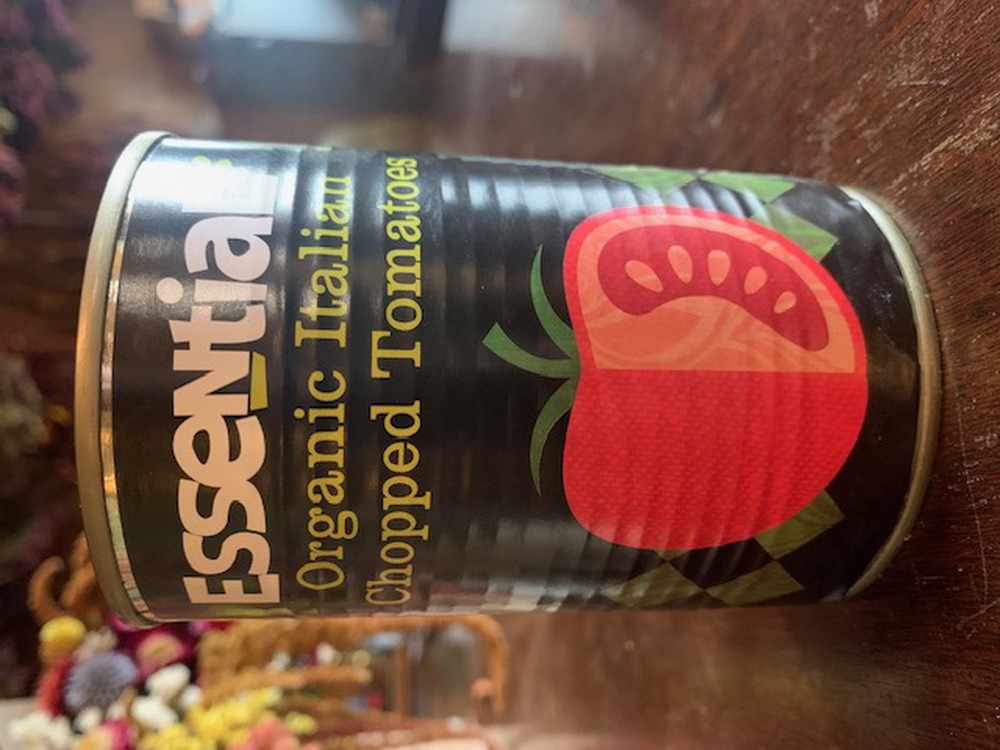 ESSENtial
Organic Italian
Chopped Tomatoes